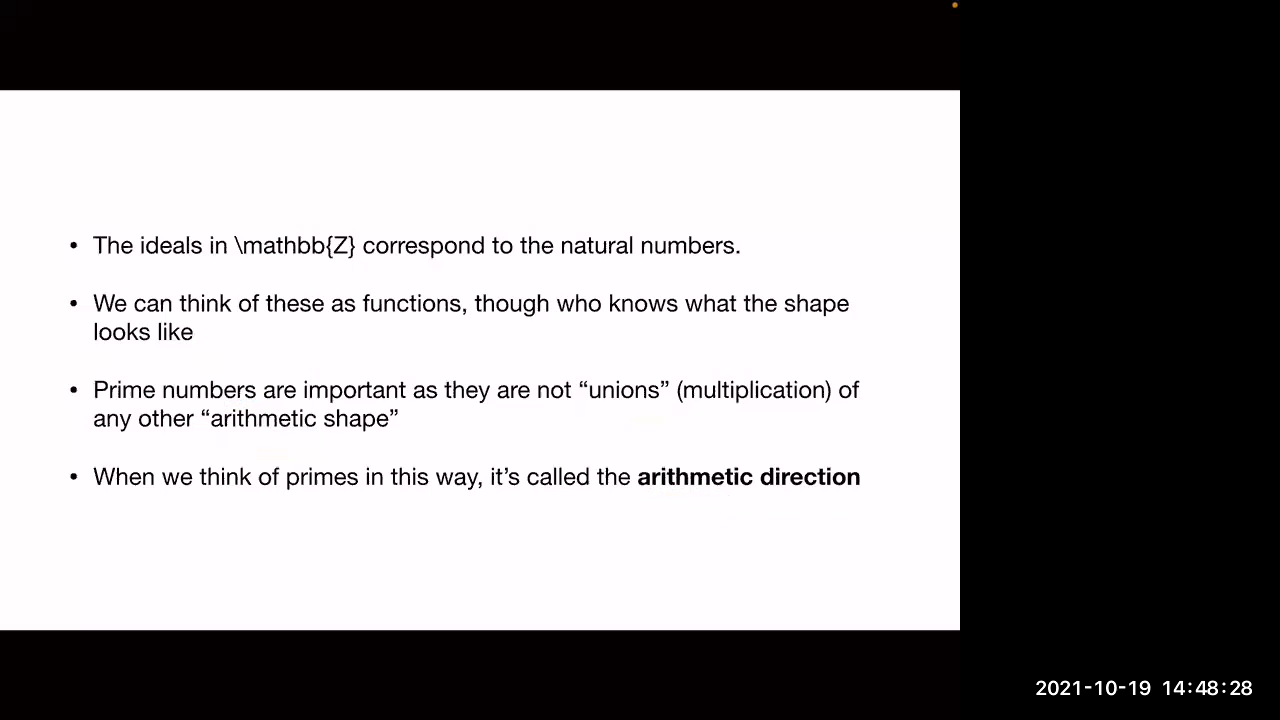 • The ideals in \mathbb{Z} correspond to the natural numbers.
• We can think of these as functions, though who knows what the shape
looks like
• Prime numbers are important as they are not “unions” (multiplication) of
any other “arithmetic shape”
• When we think of primes in this way, it’s called the arithmetic direction
2021-10-19 14:48:28